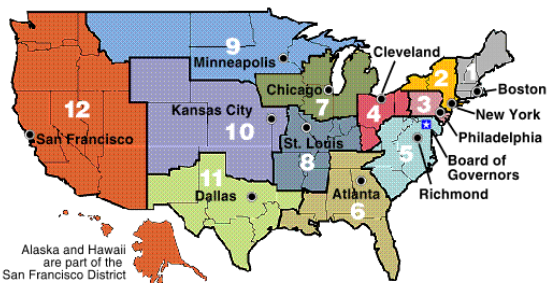 9
Minneapolis
Cleveland
1
2
Boston
Chicago
7
12
3
4
New York
Kansas City
Philadelphia
10
San Francisco
St. Louis
5
Board of
Governors
8
11
Richmond
Dallas
Atlanta
6
Alaska and Hawaii
are part of the
San Francisco District